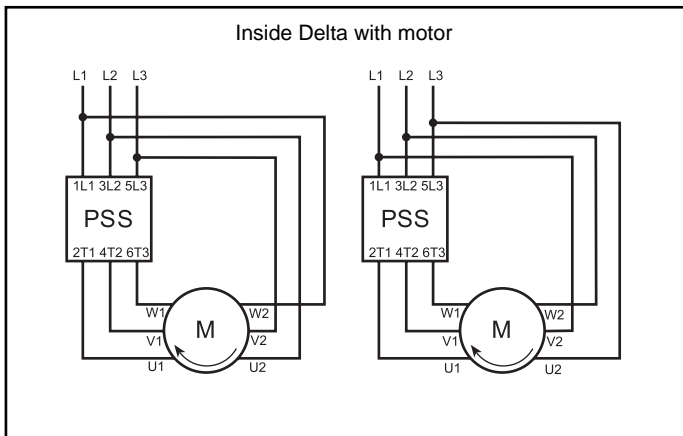 Inside Delta with motor
L1 L2 L3
1L1 3L2 5L3
PSS
2T1 4T2 6T3
W1 W2
M
V1 V2
U1 U2
L1 L2 L3
1L1 3L2 5L3
PSS
2T1 4T2 6T3
W1 W2
M
V1 V2
U1 U2